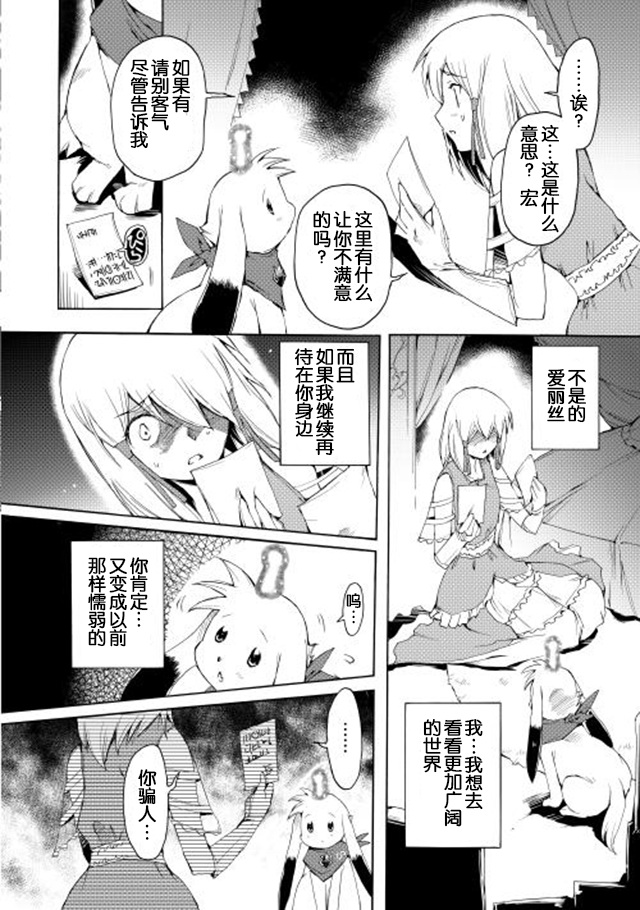 ……诶？
这…这是什么
意思？宏
这里有什么
让你不满意
的吗？
如果有
请别客气
尽管告诉我
不是的
爱丽丝
而且
如果我继续再
待在你身边
你肯定…
又变成以前
那样懦弱的
呜…
我…我想去
看看更加广阔
的世界
……
你骗人…